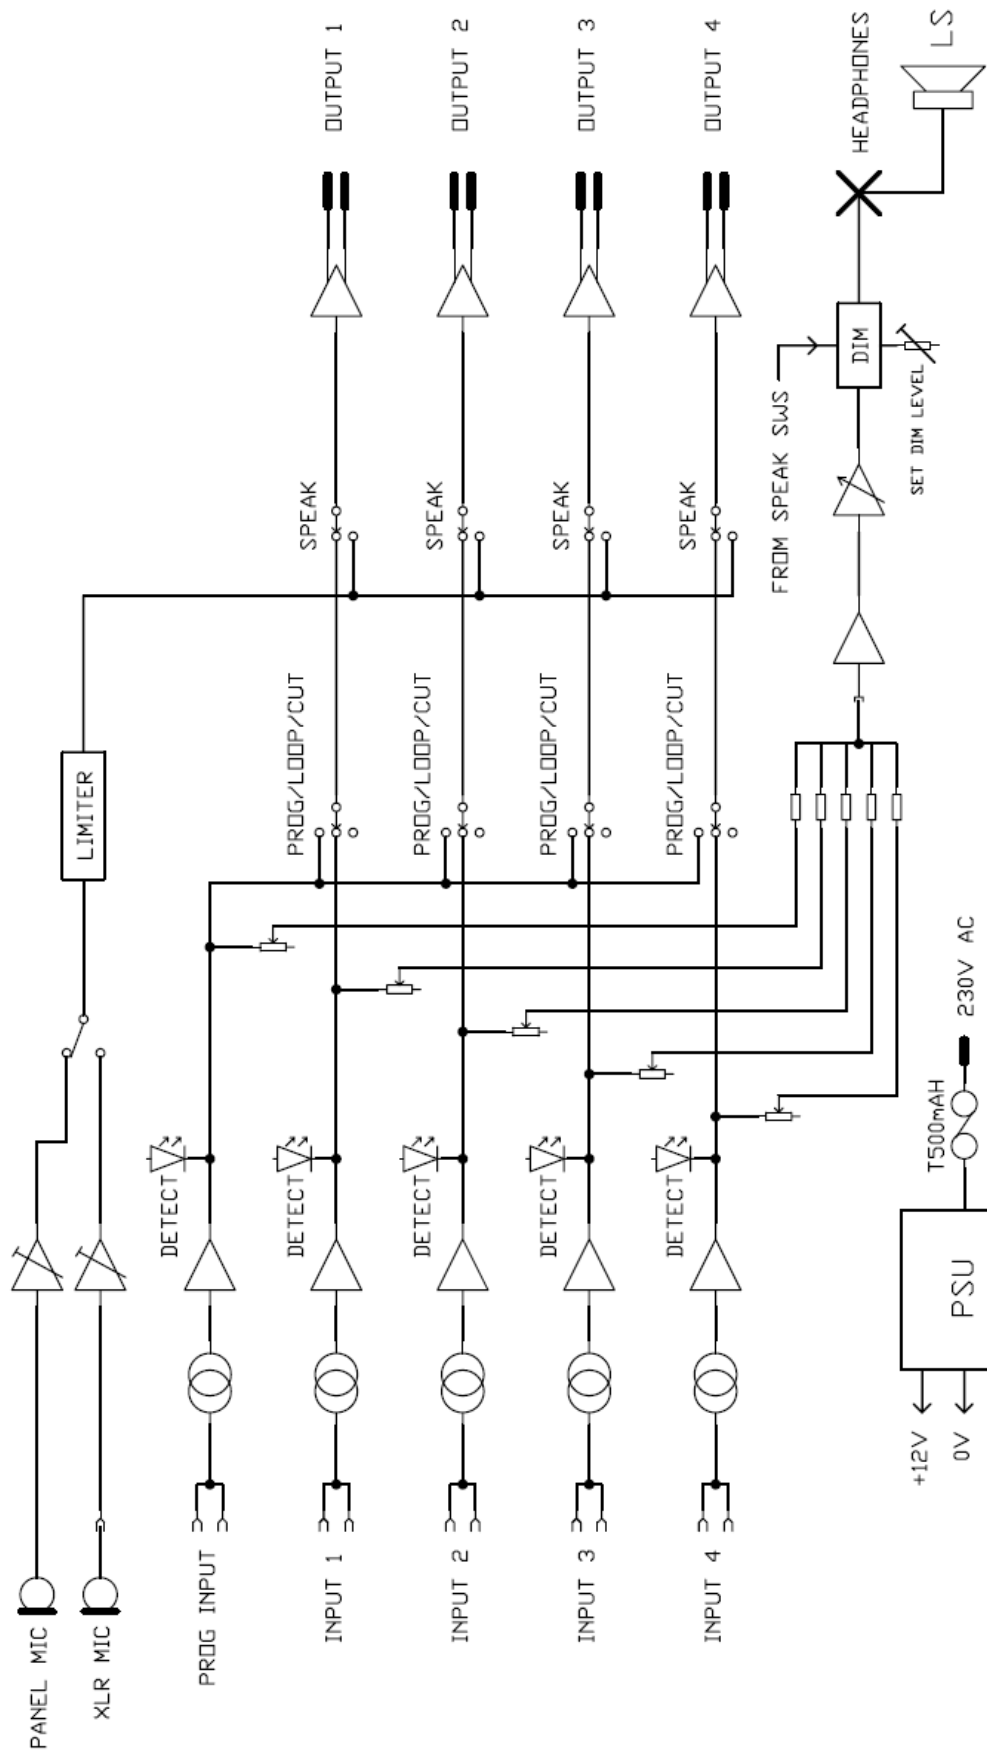 PANEL MIC
XLR MIC
LIMITER
PROG INPUT
DETECT
INPUT 1
DETECT
PROG/LOOP/CUT
SPEAK
OUTPUT 1
INPUT 2
DETECT
PROG/LOOP/CUT
SPEAK
OUTPUT 2
INPUT 3
DETECT
PROG/LOOP/CUT
SPEAK
OUTPUT 3
INPUT 4
DETECT
PROG/LOOP/CUT
SPEAK
OUTPUT 4
FROM SPEAK SWS
DIM
SET DIM LEVEL
HEADPHONES
LS
+12V
0V
PSU
T500mAH
230V AC